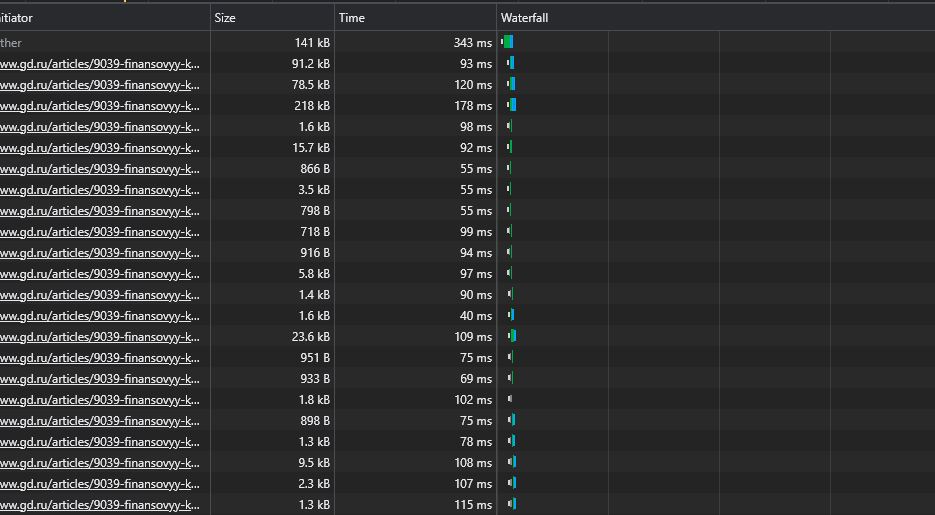 nitiator Size Time Waterfall
ther 141 kB 343 ms
ww.gd.ru/articles/9039-finansovyy-k... 91.2 kB 93 ms
ww.gd.ru/articles/9039-finansovyy-k... 78.5 kB 120 ms
ww.gd.ru/articles/9039-finansovyy-k... 218 kB 178 ms
ww.gd.ru/articles/9039-finansovyy-k... 1.6 kB 98 ms
ww.gd.ru/articles/9039-finansovyy-k... 15.7 kB 92 ms
ww.gd.ru/articles/9039-finansovyy-k... 866 B 55 ms
ww.gd.ru/articles/9039-finansovyy-k... 3.5 kB 55 ms
ww.gd.ru/articles/9039-finansovyy-k... 798 B 55 ms
ww.gd.ru/articles/9039-finansovyy-k... 718 B 99 ms
ww.gd.ru/articles/9039-finansovyy-k... 916 B 94 ms
ww.gd.ru/articles/9039-finansovyy-k... 5.8 kB 97 ms
ww.gd.ru/articles/9039-finansovyy-k... 1.4 kB 90 ms
ww.gd.ru/articles/9039-finansovyy-k... 1.6 kB 40 ms
ww.gd.ru/articles/9039-finansovyy-k... 23.6 kB 109 ms
ww.gd.ru/articles/9039-finansovyy-k... 951 B 75 ms
ww.gd.ru/articles/9039-finansovyy-k... 933 B 69 ms
ww.gd.ru/articles/9039-finansovyy-k... 1.8 kB 102 ms
ww.gd.ru/articles/9039-finansovyy-k... 898 B 75 ms
ww.gd.ru/articles/9039-finansovyy-k... 1.3 kB 78 ms
ww.gd.ru/articles/9039-finansovyy-k... 9.5 kB 108 ms
ww.gd.ru/articles/9039-finansovyy-k... 2.3 kB 107 ms
ww.gd.ru/articles/9039-finansovyy-k... 1.3 kB 115 ms